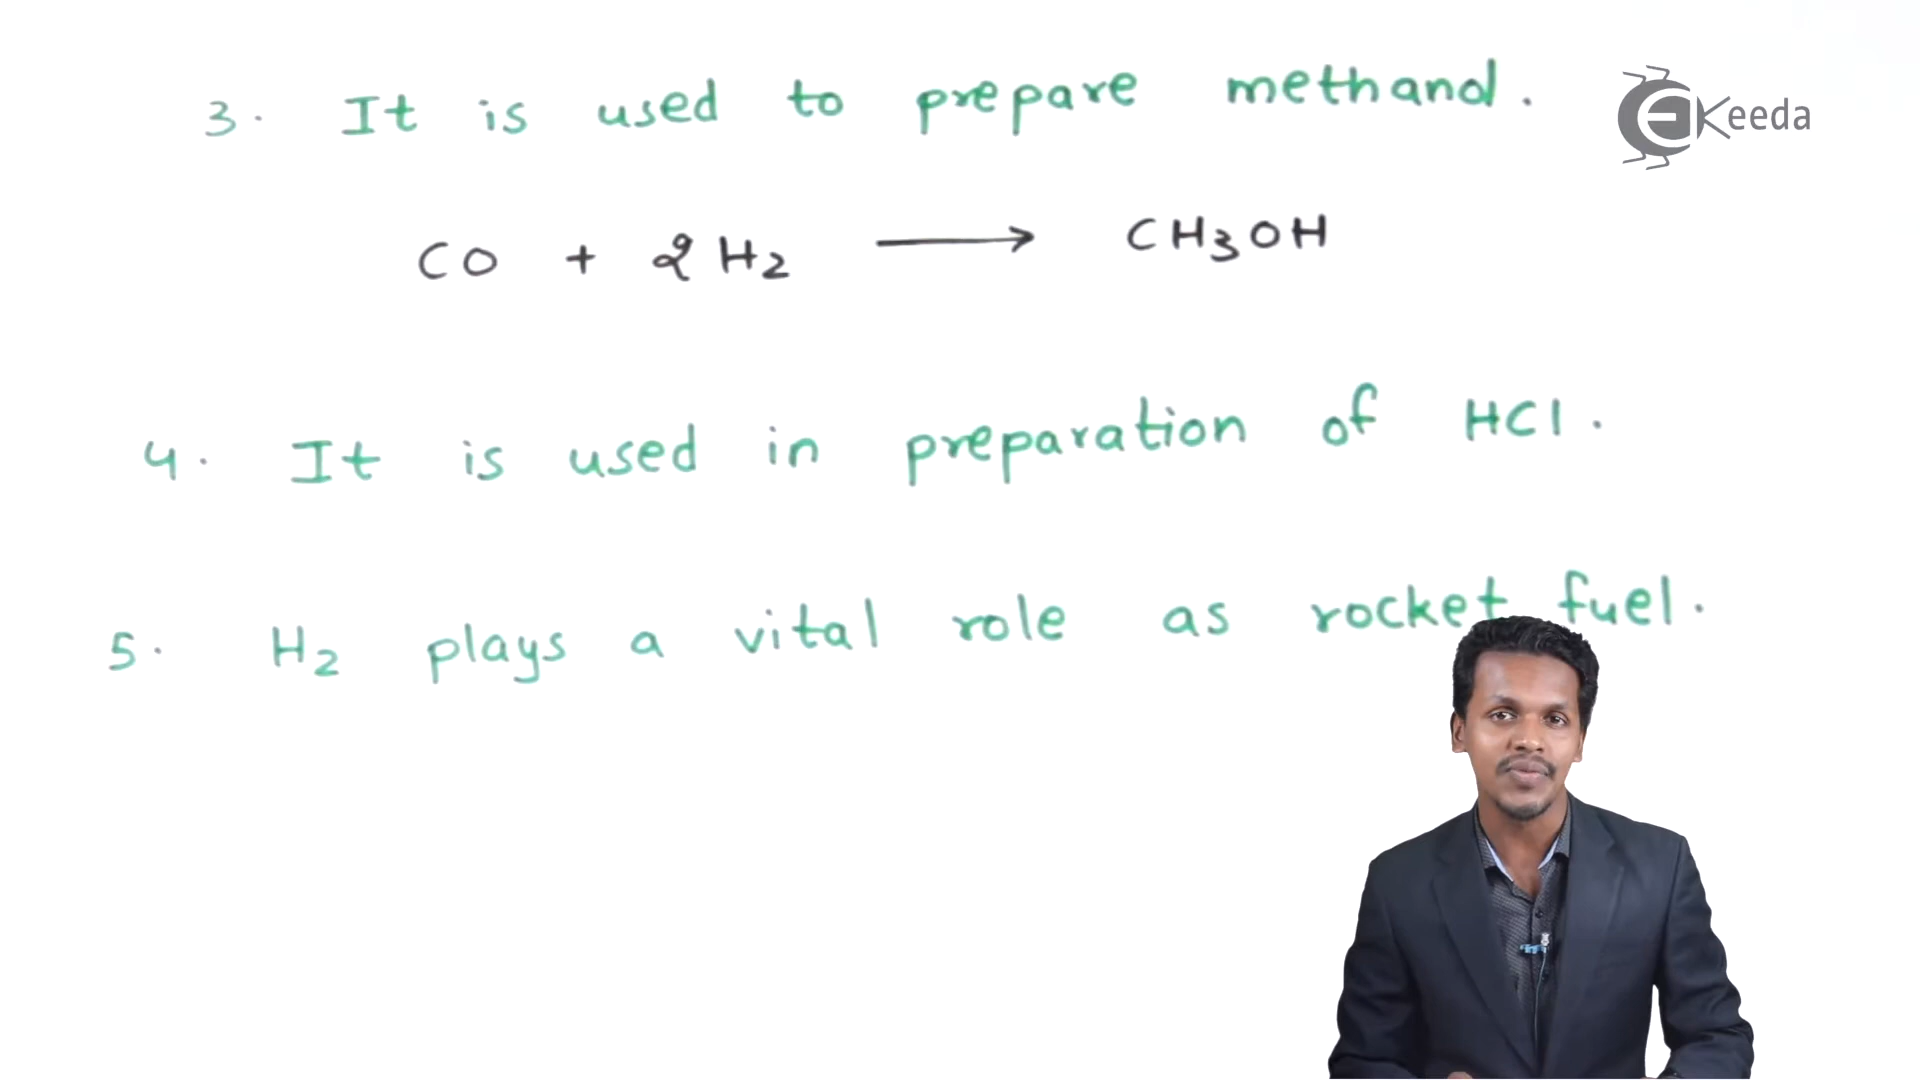 3. It is used to prepare methanol.
EKeeda
CO + 2H2 ⟶ CH3OH
4. It is used in preparation of HCl.
5. H2 plays a vital role as rocket fuel.